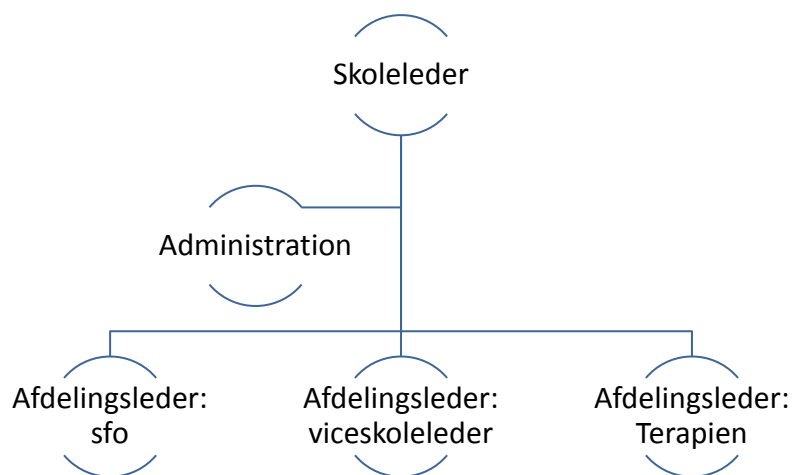 Skoleleder
Administration
Afdelingsleder:
sfo
Afdelingsleder:
viceskoleleder
Afdelingsleder:
Terapien